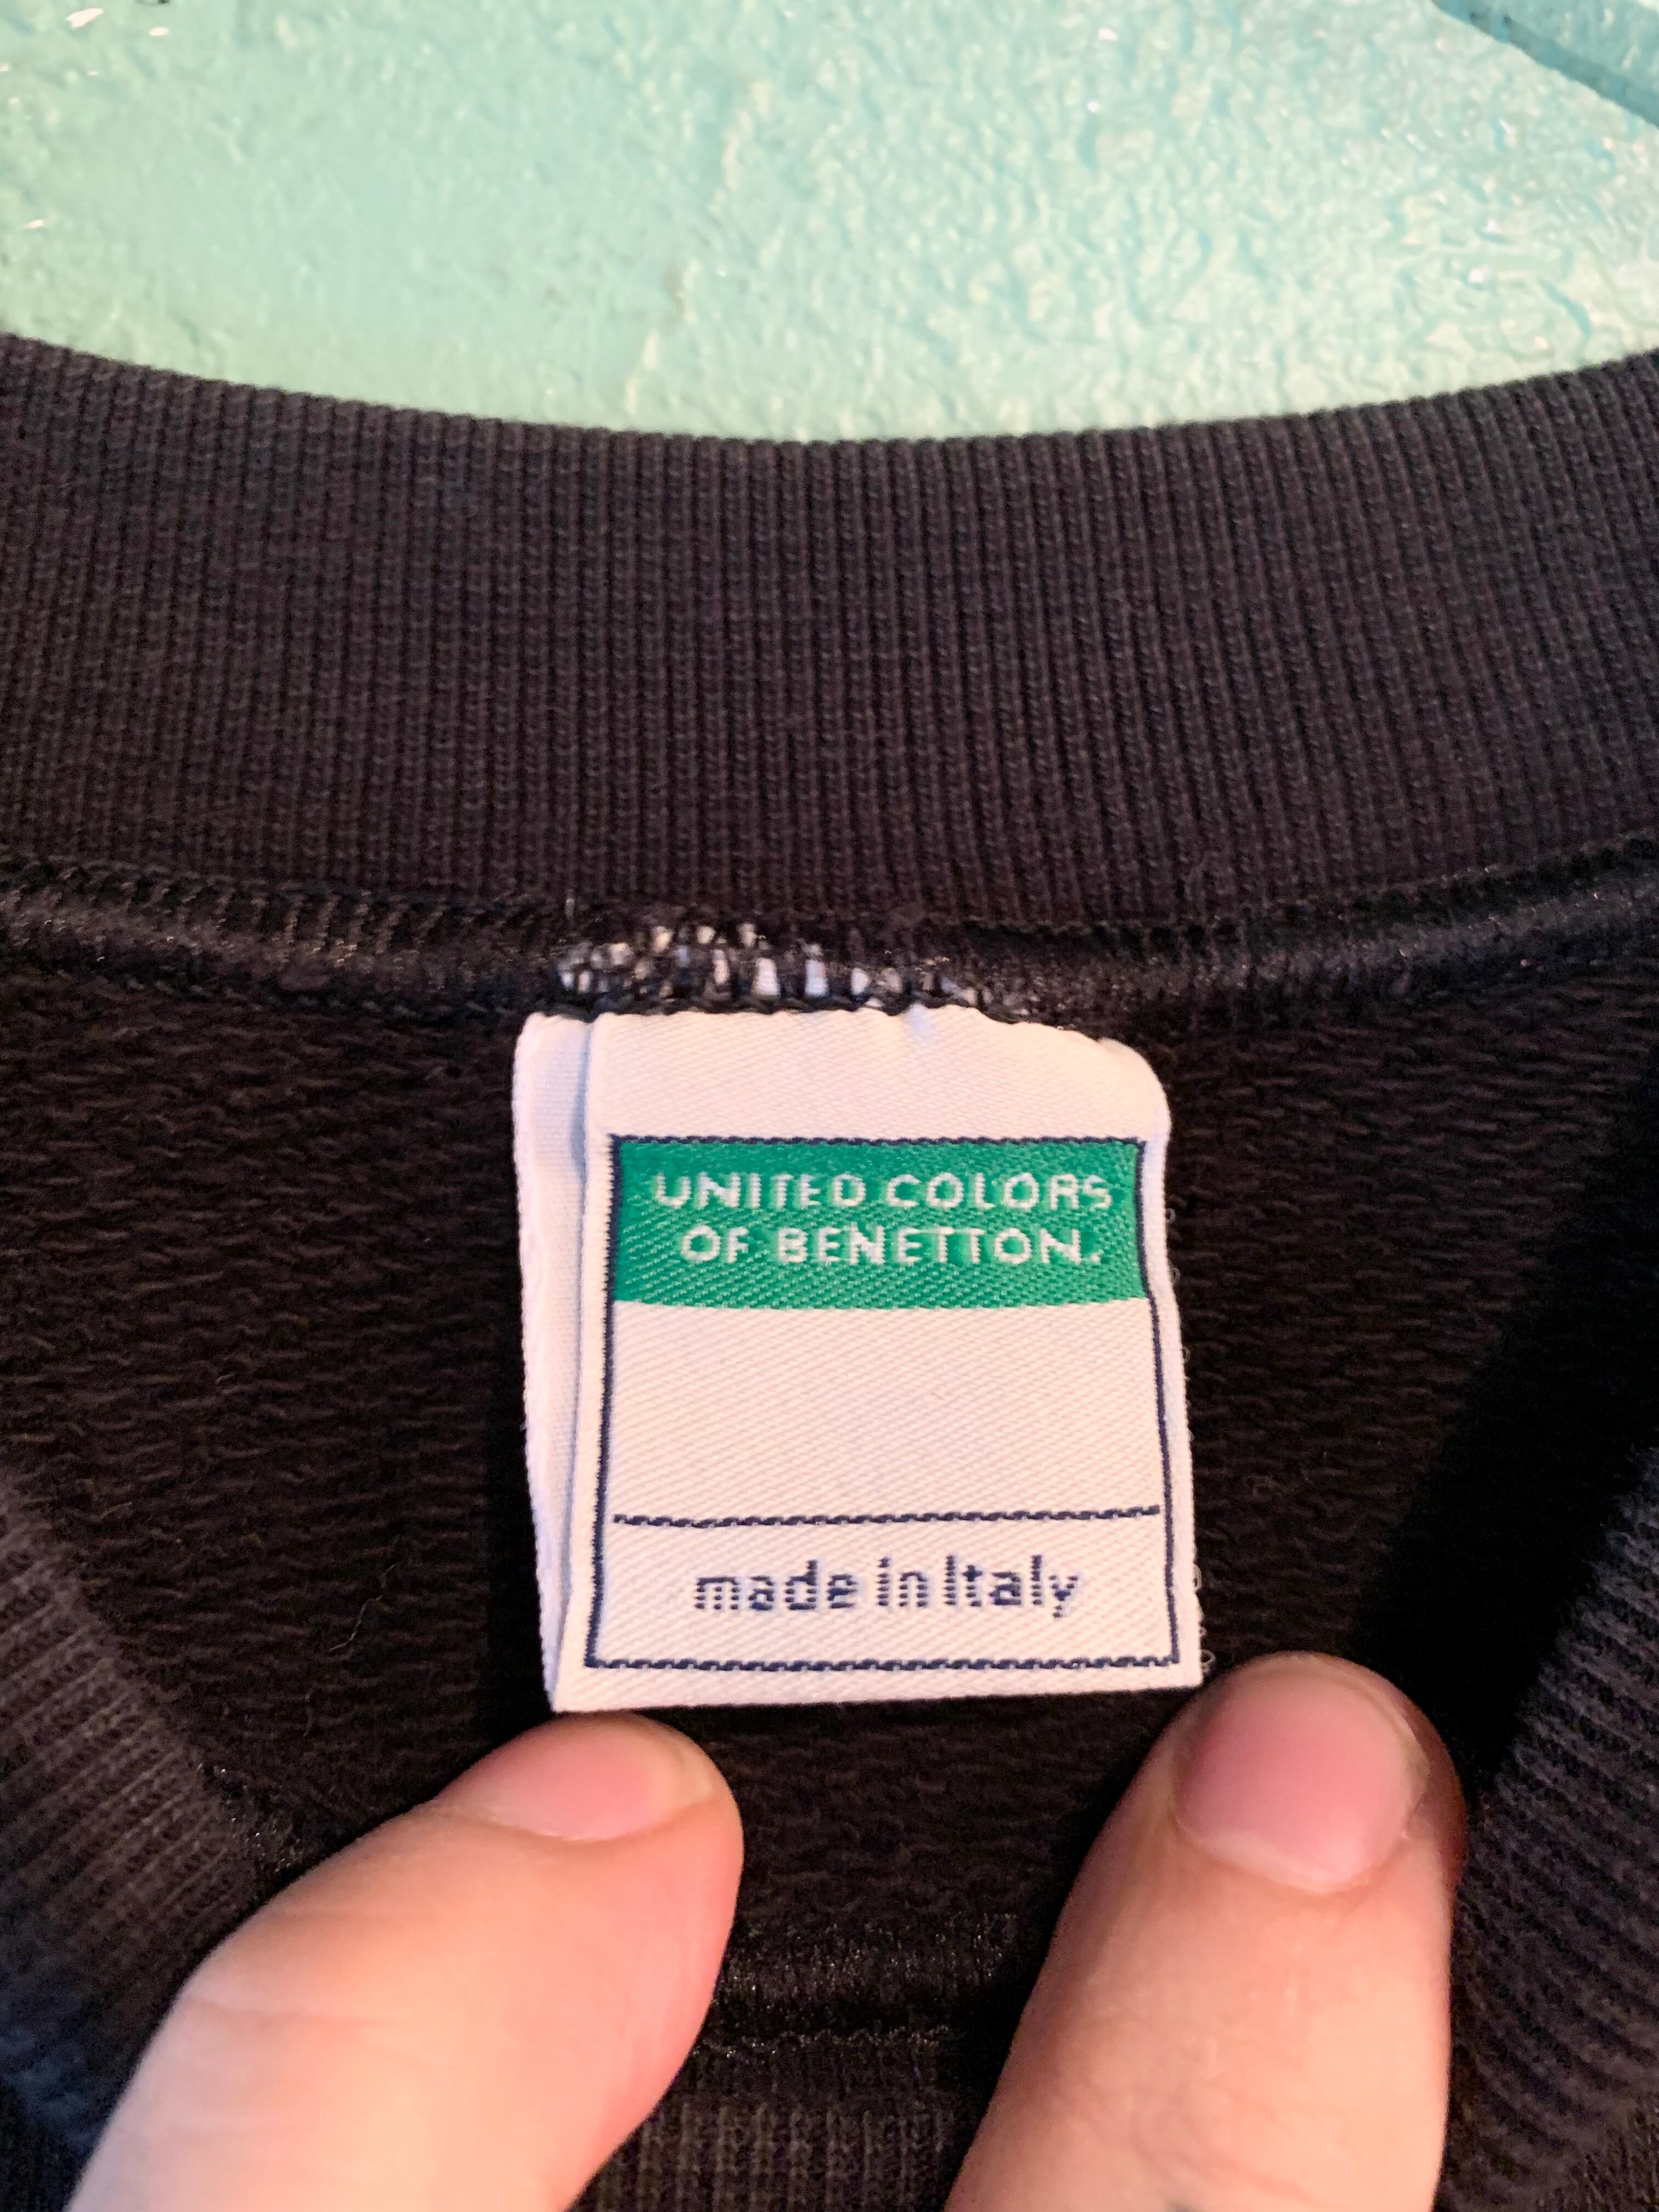 UNITED COLORS
OF BENETTON.
made in Italy